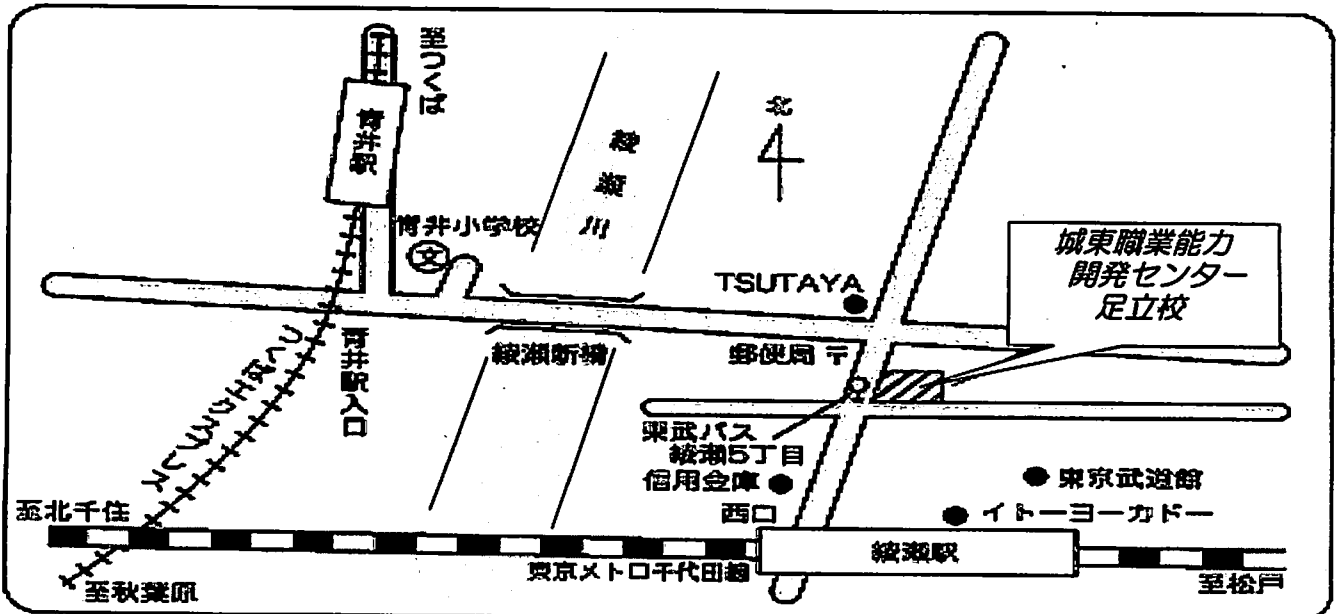 至つくば
青井駅
北
綾瀬川
青井小学校
文
城東職業能力
開発センター
足立校
TSUTAYA
綾瀬新橋
郵便局 〒
青井駅入口
つくばエクスプレス
東武バス
綾瀬5丁目
信用金庫
東京武道館
西口
イトーヨーカドー
至北千住
綾瀬駅
東京メトロ千代田線
至松戸
至秋葉原